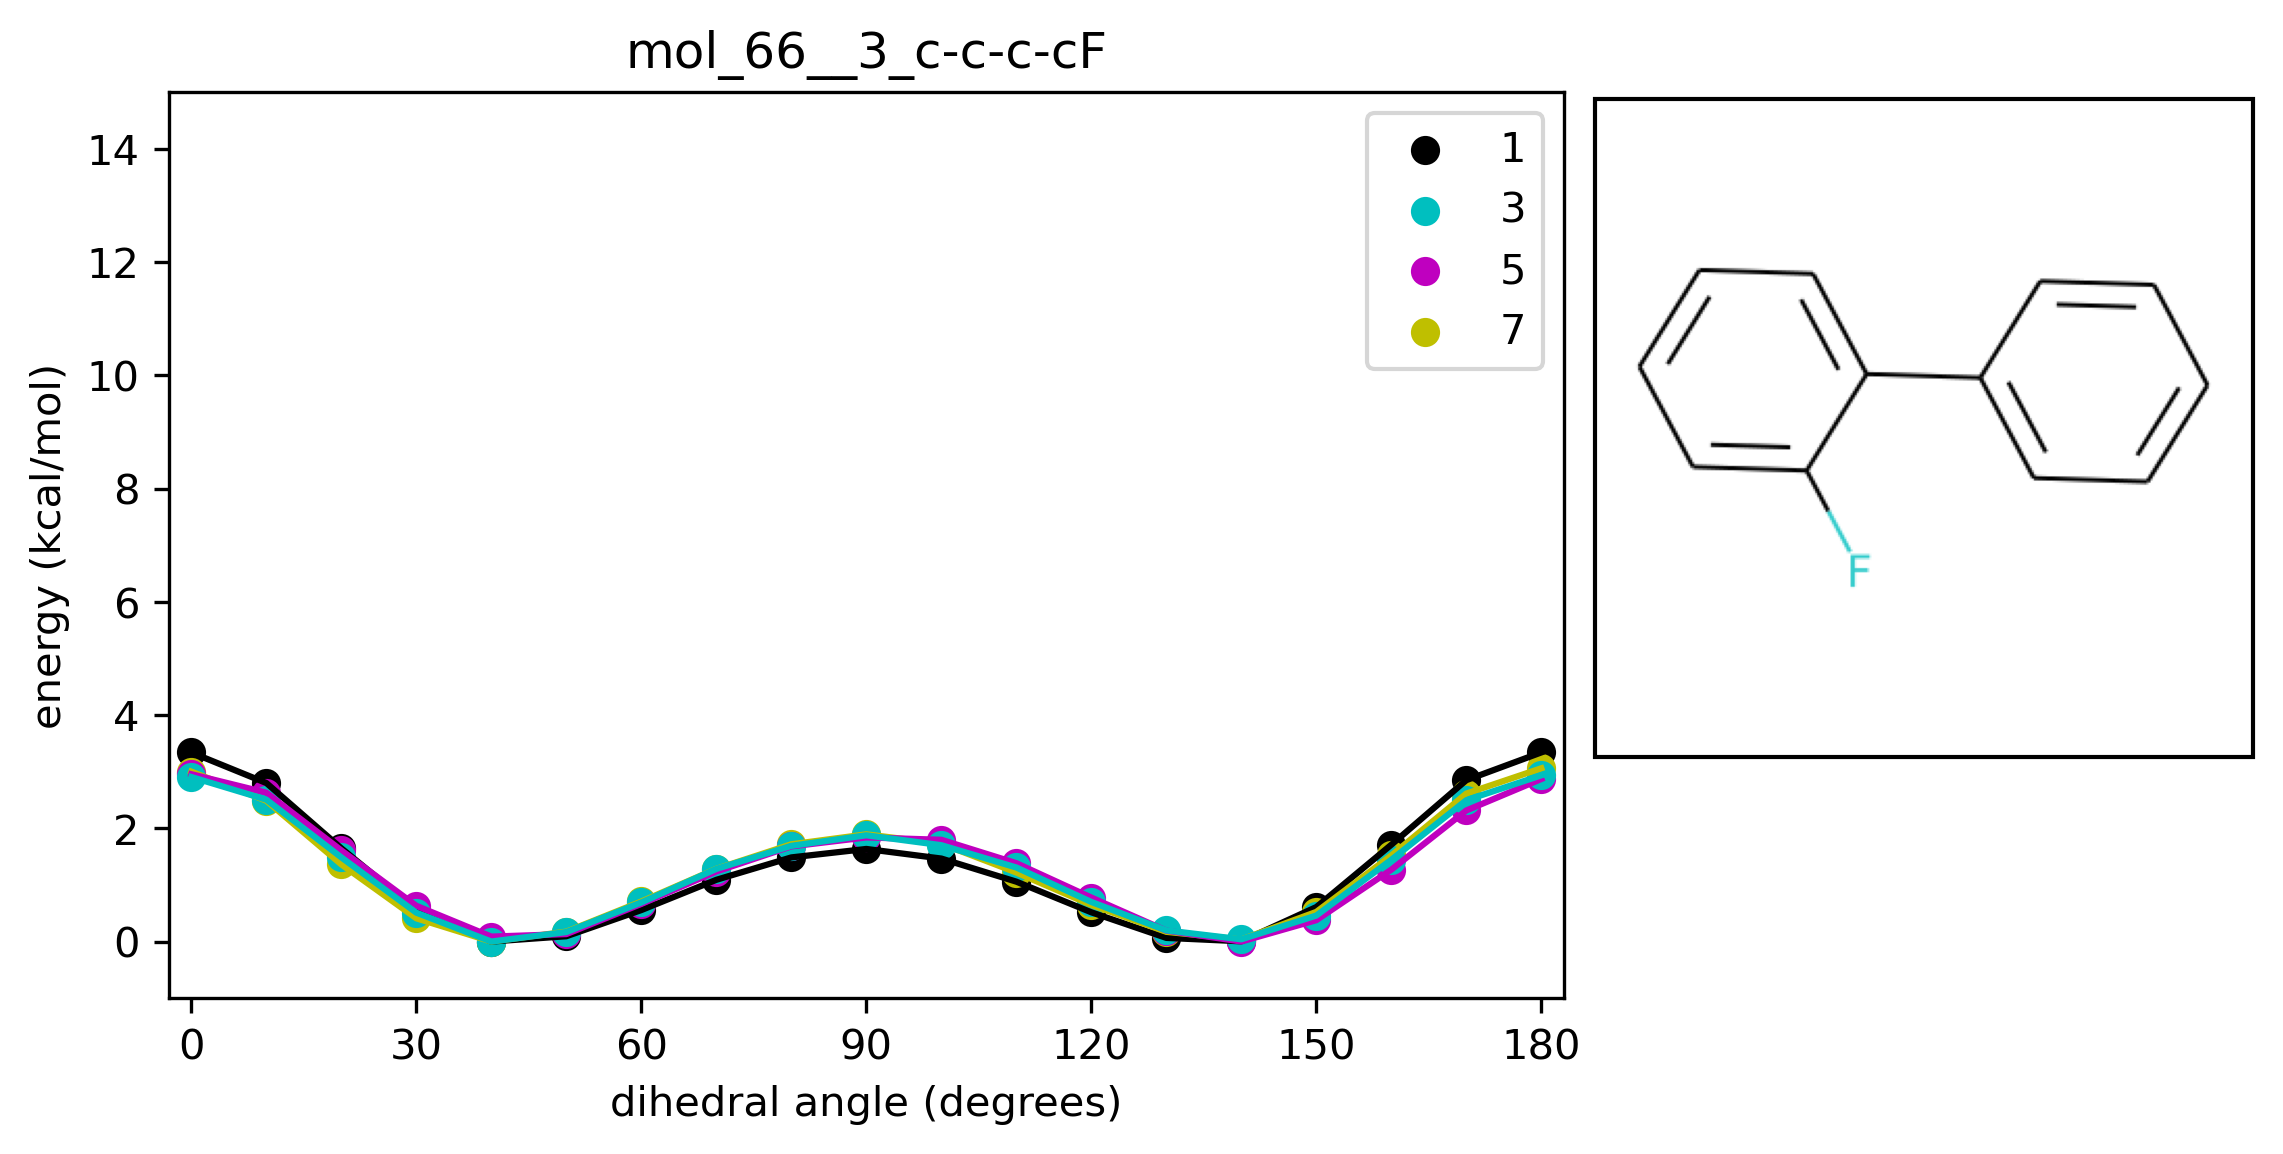 mol_66__3_c-c-c-cF
energy (kcal/mol)
14
12
10
8
6
4
2
0
1
3
5
7
0 30 60 90 120 150 180
dihedral angle (degrees)
F